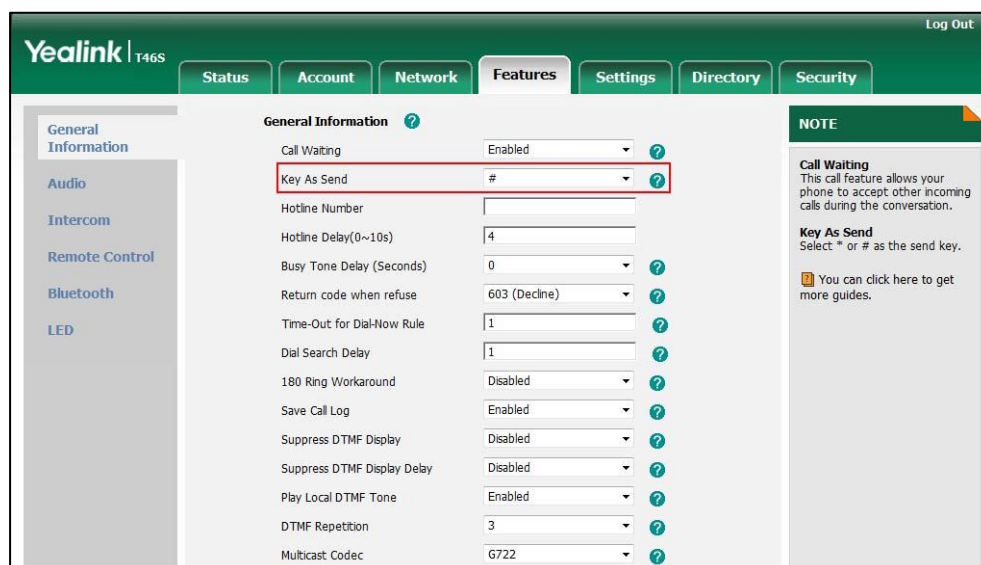 Log Out
Yealink T46S
Status Account Network Features Settings Directory Security
General
Information
Audio
Intercom
Remote Control
Bluetooth
LED
General Information ?
Call Waiting Enabled ?
Key As Send # ?
Hotline Number
Hotline Delay(0~10s) 4
Busy Tone Delay (Seconds) 0 ?
Return code when refuse 603 (Decline) ?
Time-Out for Dial-Now Rule 1 ?
Dial Search Delay 1 ?
180 Ring Workaround Disabled ?
Save Call Log Enabled ?
Suppress DTMF Display Disabled ?
Suppress DTMF Display Delay Disabled ?
Play Local DTMF Tone Enabled ?
DTMF Repetition 3 ?
Multicast Codec G722 ?
NOTE
Call Waiting
This call feature allows your
phone to accept other incoming
calls during the conversation.
Key As Send
Select * or # as the send key.
? You can click here to get
more guides.